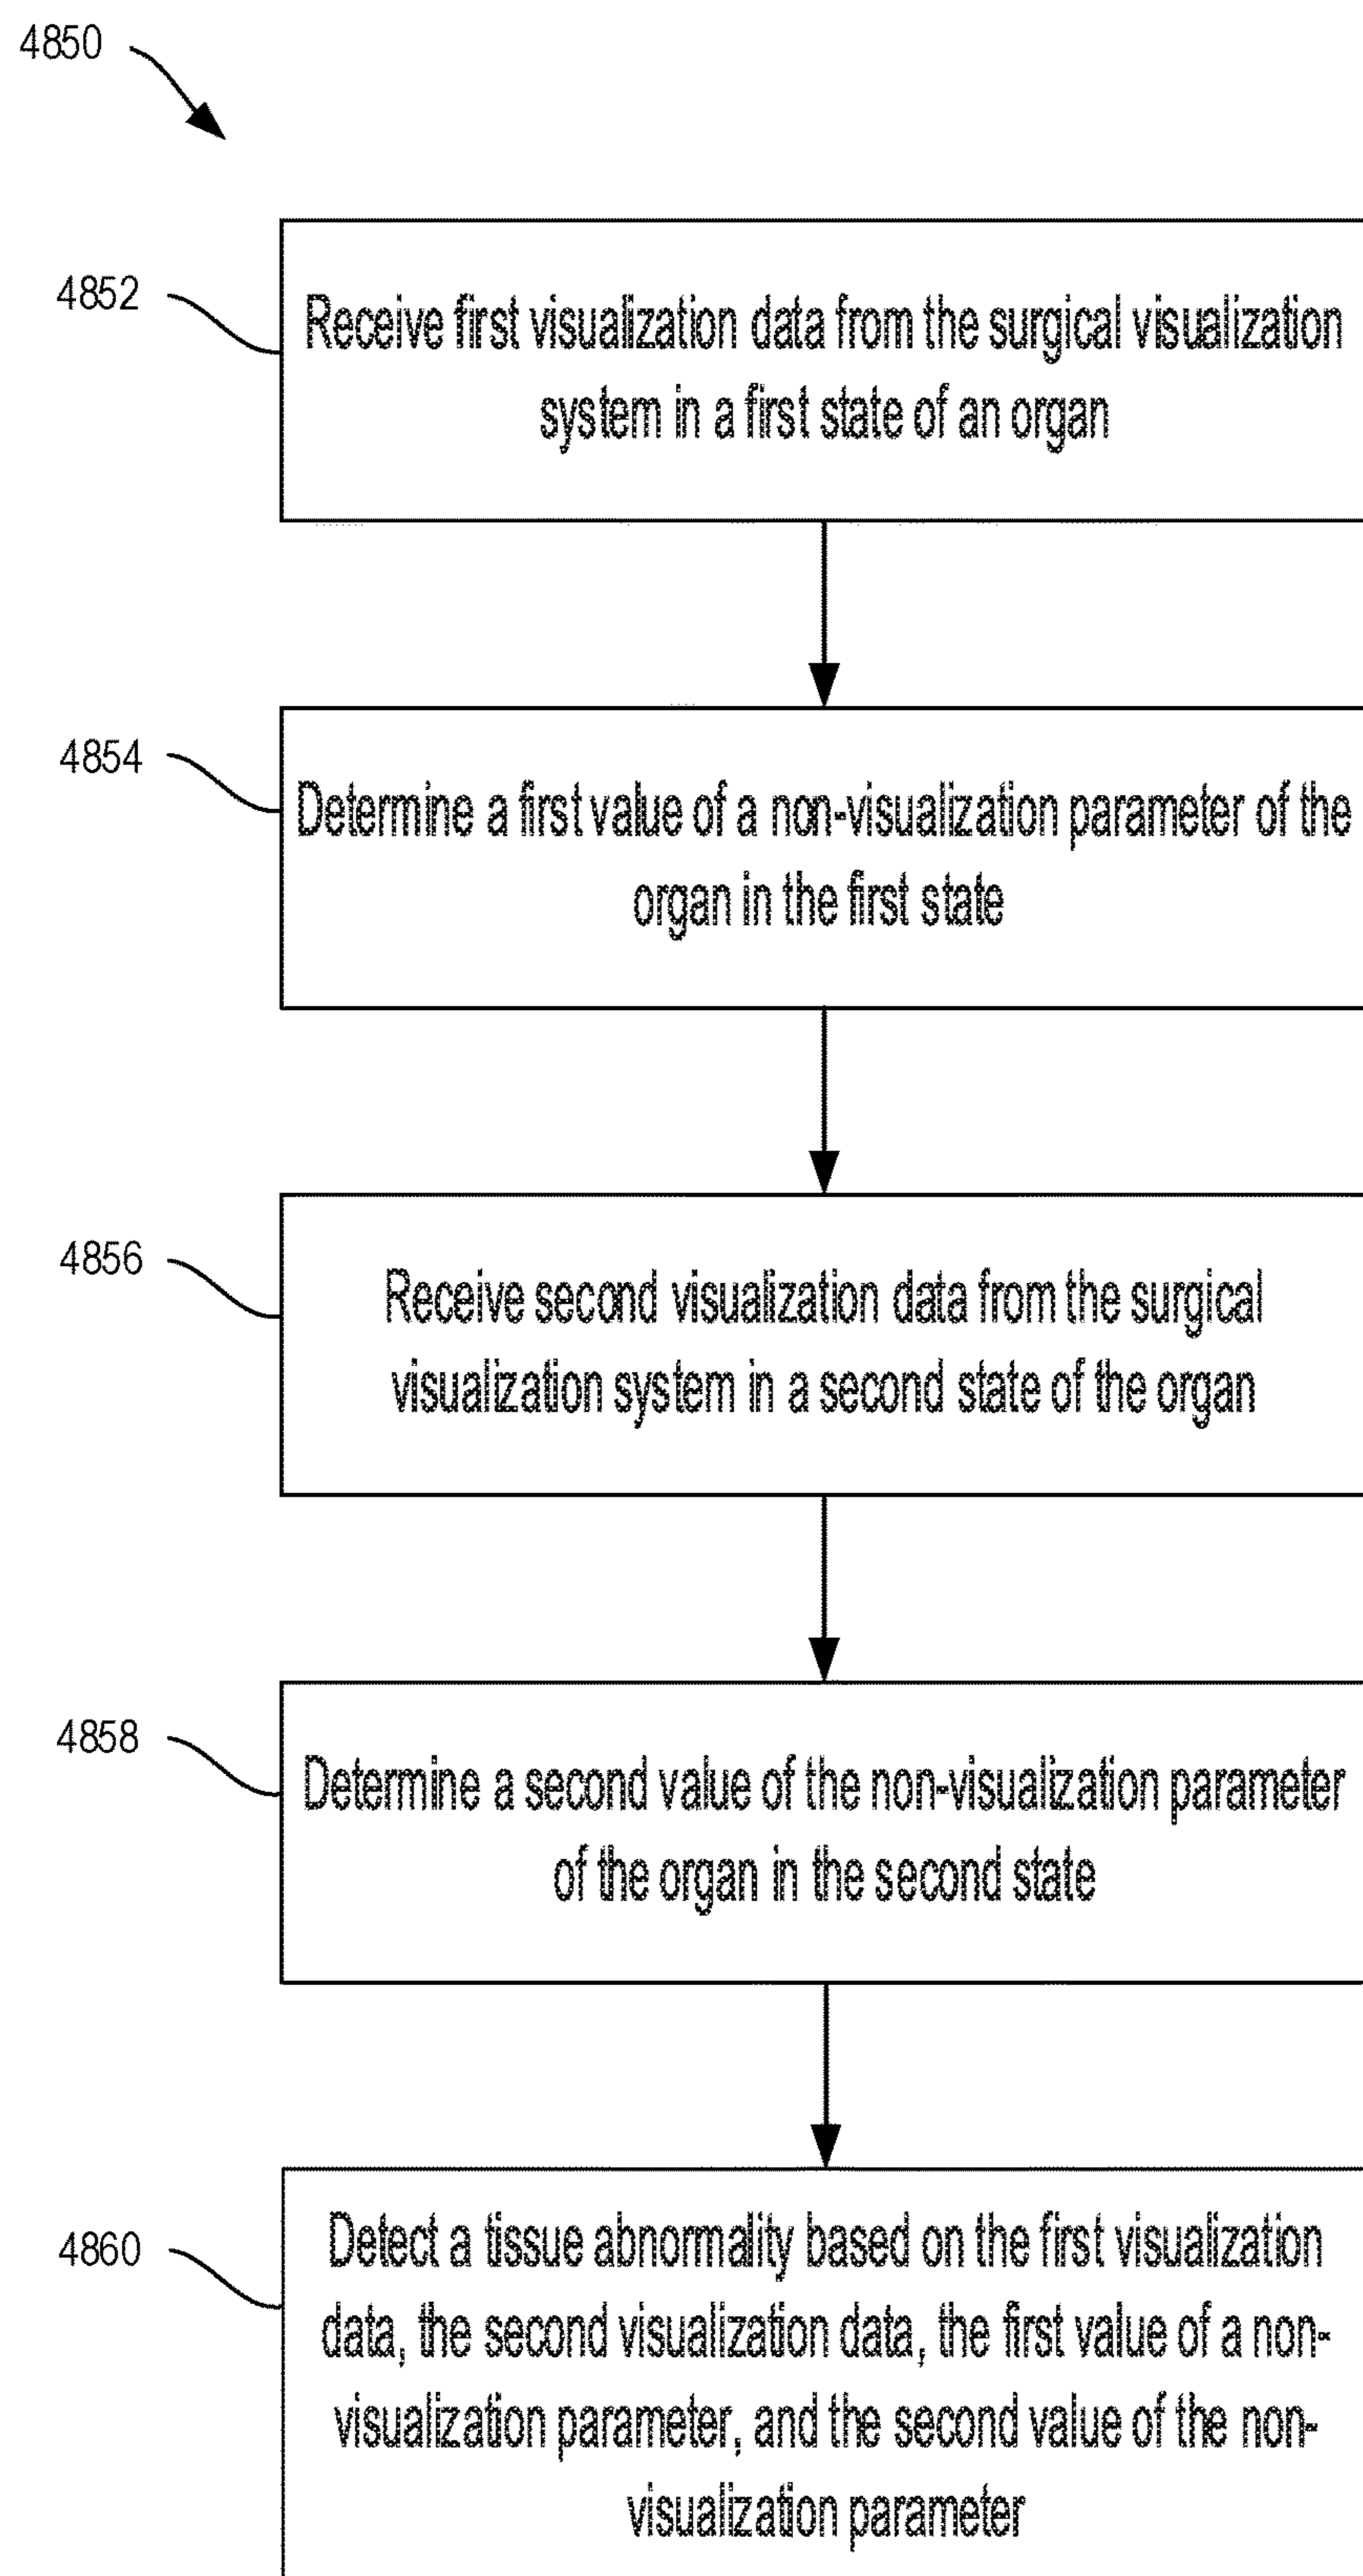 4850
4852
Receive first visualization data from the surgical visualization
system in a first state of an organ
4854
Determine a first value of a non-visualization parameter of the
organ in the first state
4856
Receive second visualization data from the surgical
visualization system in a second state of the organ
4858
Determine a second value of the non-visualization parameter
of the organ in the second state
4860
Detect a tissue abnormality based on the first visualization
data, the second visualization data, the first value of a non-
visualization parameter, and the second value of the non-
visualization parameter